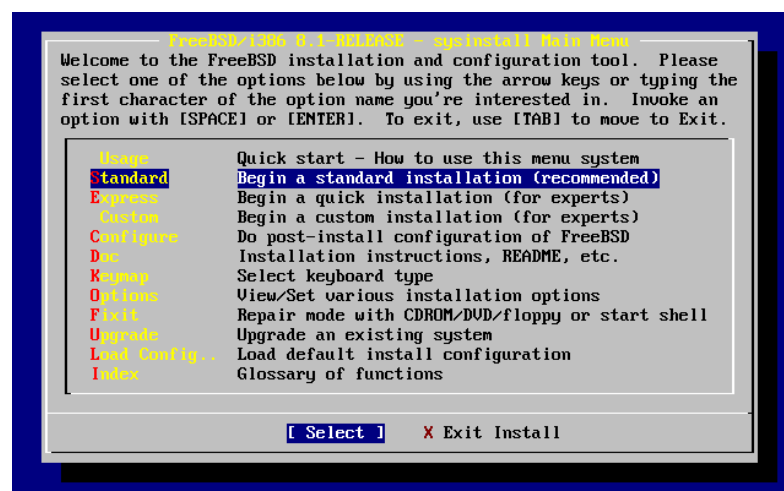 FreeBSD/i386 8.1-RELEASE - sysinstall Main Menu
Welcome to the FreeBSD installation and configuration tool.  Please
select one of the options below by using the arrow keys or typing the
first character of the option name you're interested in.  Invoke an
option with [SPACE] or [ENTER].  To exit, use [TAB] to move to Exit.
Usage Quick start - How to use this menu system
Standard Begin a standard installation (recommended)
Express Begin a quick installation (for experts)
Custom Begin a custom installation (for experts)
Configure Do post-install configuration of FreeBSD
Doc Installation instructions, README, etc.
Keymap Select keyboard type
Options View/Set various installation options
Fixit Repair mode with CDROM/DVD/floppy or start shell
Upgrade Upgrade an existing system
Load Config.. Load default install configuration
Index Glossary of functions
[ Select ] X Exit Install